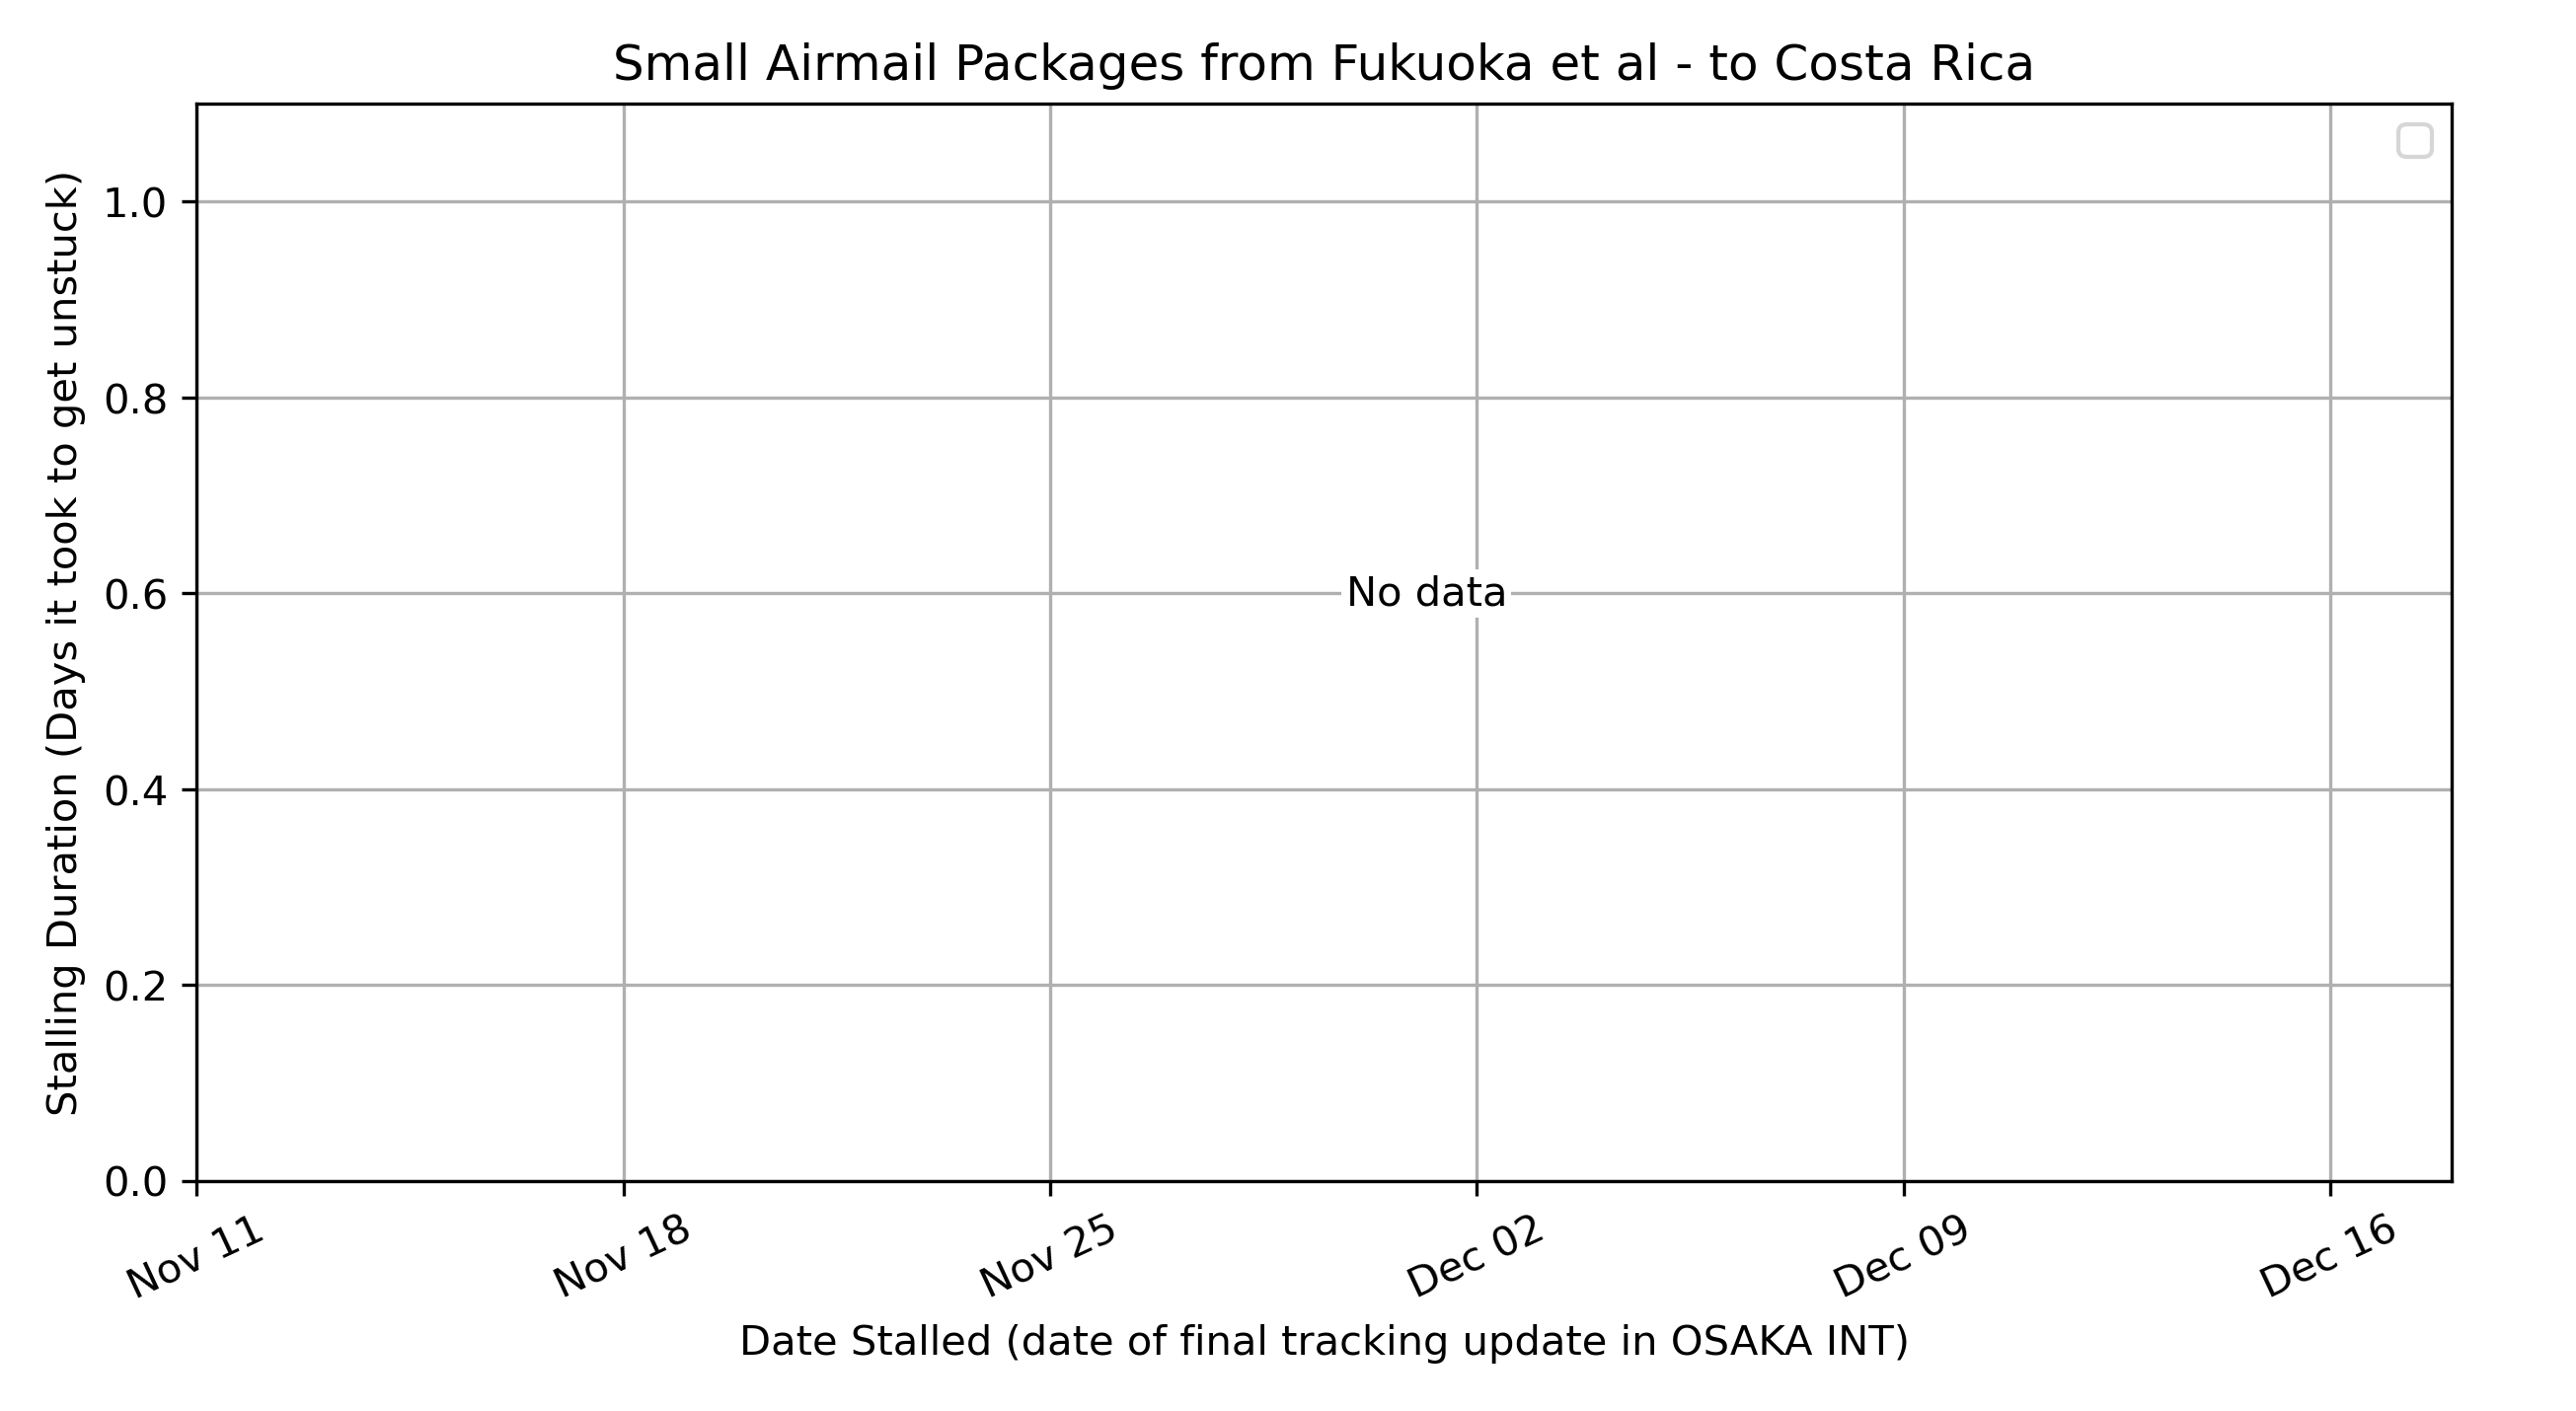 Small Airmail Packages from Fukuoka et al - to Costa Rica
Stalling Duration (Days it took to get unstuck)
1.0
0.8
0.6
0.4
0.2
0.0
No data
Nov 11
Nov 18
Nov 25
Dec 02
Dec 09
Dec 16
Date Stalled (date of final tracking update in OSAKA INT)